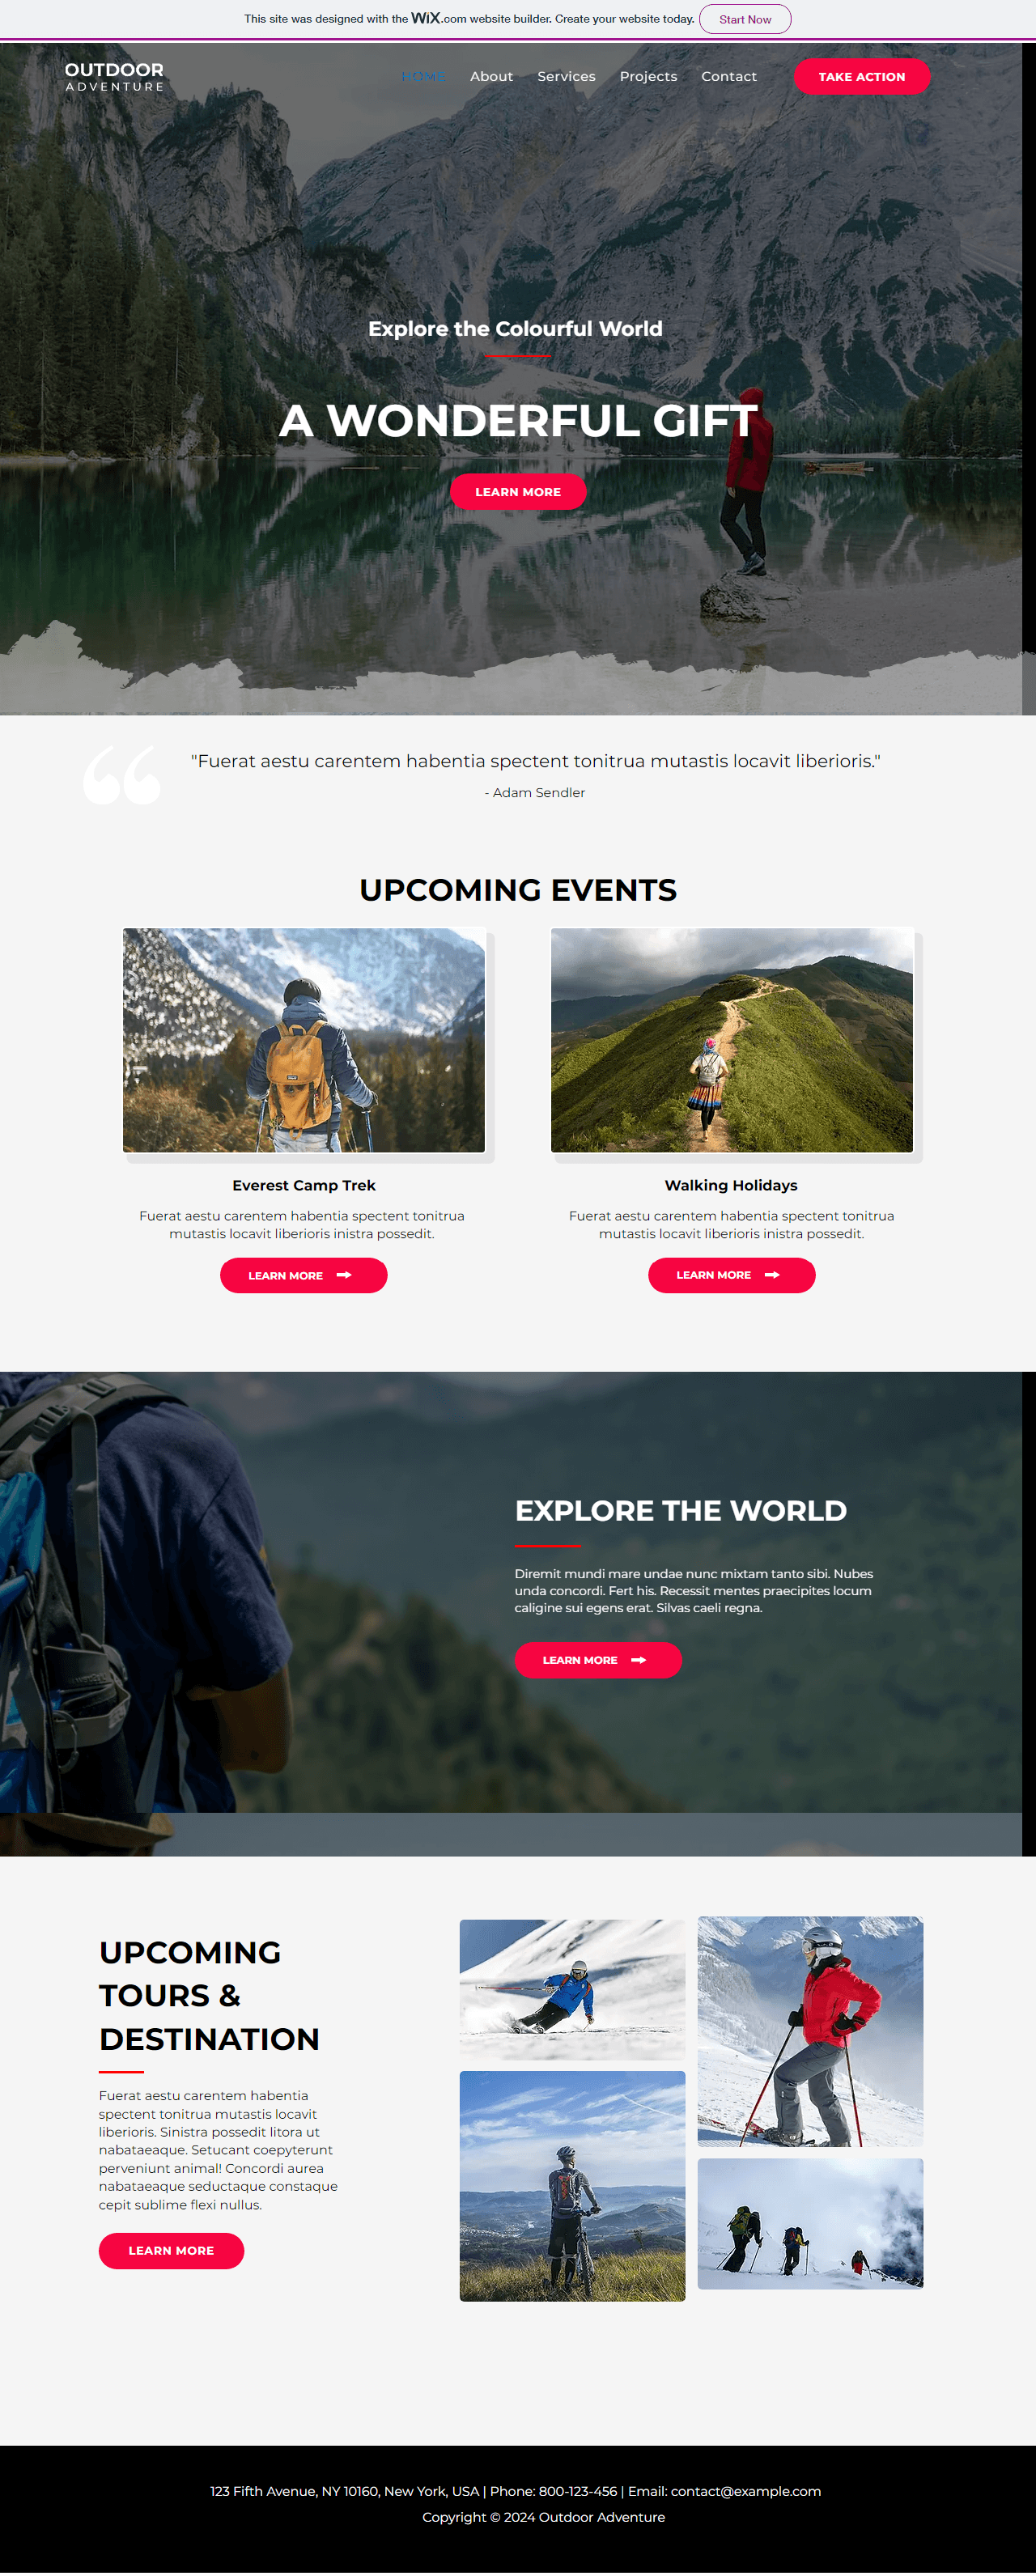 This site was designed with the WiX.com website builder. Create your website today. Start Now
OUTDOOR
ADVENTURE
HOME About Services Projects Contact TAKE ACTION
Explore the Colourful World
A WONDERFUL GIFT
LEARN MORE
"Fuerat aestu carentem habentia spectent tonitrua mutastis locavit liberioris."
- Adam Sendler
UPCOMING EVENTS
Everest Camp Trek
Fuerat aestu carentem habentia spectent tonitrua
mutastis locavit liberioris inistra possedit.
LEARN MORE
Walking Holidays
Fuerat aestu carentem habentia spectent tonitrua
mutastis locavit liberioris inistra possedit.
LEARN MORE
EXPLORE THE WORLD
Diremit mundi mare undae nunc mixtam tanto sibi. Nubes
unda concordi. Fert his. Recessit mentes praecipites locum
caligine sui egens erat. Silvas caeli regna.
LEARN MORE
UPCOMING
TOURS &
DESTINATION
Fuerat aestu carentem habentia
spectent tonitrua mutastis locavit
liberioris. Sinistra possedit litora ut
nabataeaque. Setucant coepyterunt
perveniunt animal! Concordi aurea
nabataeaque seductaque constaque
cepit sublime flexi nullus.
LEARN MORE
123 Fifth Avenue, NY 10160, New York, USA | Phone: 800-123-456 | Email: contact@example.com
Copyright © 2024 Outdoor Adventure